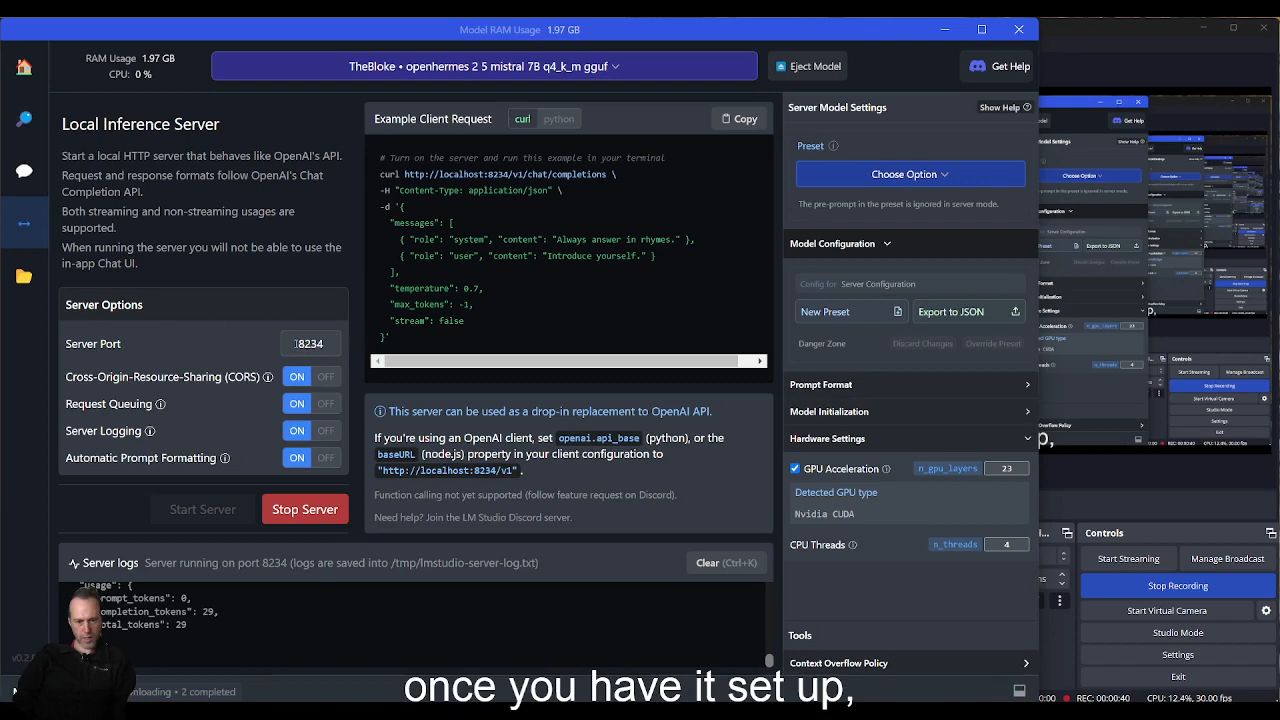 Model RAM Usage 1.97 GB
RAM Usage 1.97 GB
CPU: 0 %
TheBloke • openhermes 2 5 mistral 7B q4_k_m gguf
Eject Model
Get Help
Local Inference Server
Start a local HTTP server that behaves like OpenAI's API.
Request and response formats follow OpenAI's Chat
Completion API.
Both streaming and non-streaming usages are
supported.
When running the server you will not be able to use the
in-app Chat UI.
Server Options
Server Port 8234
Cross-Origin-Resource-Sharing (CORS) ON OFF
Request Queuing ON OFF
Server Logging ON OFF
Automatic Prompt Formatting ON OFF
Start Server Stop Server
Example Client Request curl python Copy
# Turn on the server and run this example in your terminal
curl http://localhost:8234/v1/chat/completions \
-H "Content-Type: application/json" \
-d '{
"messages": [
{ "role": "system", "content": "Always answer in rhymes." },
{ "role": "user", "content": "Introduce yourself." }
],
"temperature": 0.7,
"max_tokens": -1,
"stream": false
}'
This server can be used as a drop-in replacement to OpenAI API.
If you're using an OpenAI client, set openai.api_base (python), or the
baseURL (node.js) property in your client configuration to
"http://localhost:8234/v1".
Function calling not yet supported (follow feature request on Discord).
Need help? Join the LM Studio Discord server.
Server Model Settings Show Help
Preset
Choose Option
The pre-prompt in the preset is ignored in server mode.
Model Configuration
Config for Server Configuration
New Preset Export to JSON
Danger Zone Discard Changes Override Preset
Prompt Format
Model Initialization
Hardware Settings
GPU Acceleration n_gpu_layers 23
Detected GPU type
Nvidia CUDA
CPU Threads n_threads 4
Tools
Context Overflow Policy
Server logs Server running on port 8234 (logs are saved into /tmp/lmstudio-server-log.txt)
Clear (Ctrl+K)
"usage": {
prompt_tokens": 0,
completion_tokens": 29,
total_tokens": 29
• 2 completed
Controls
Start Streaming Manage Broadcast
Stop Recording
Start Virtual Camera
Studio Mode
Settings
Exit
REC: 00:00:40 CPU: 12.4%, 30.00 fps
once you have it set up,